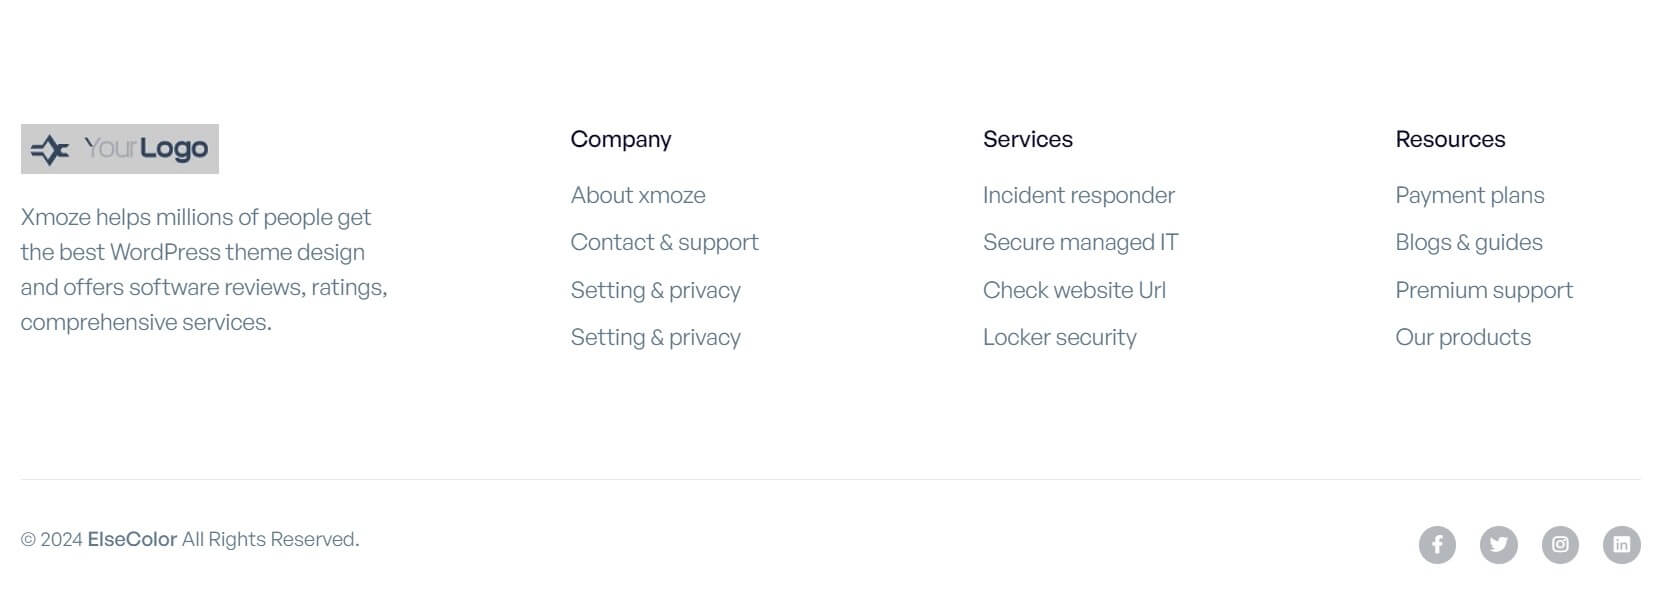 Your Logo
Xmoze helps millions of people get
the best WordPress theme design
and offers software reviews, ratings,
comprehensive services.
Company
About xmoze
Contact & support
Setting & privacy
Setting & privacy
Services
Incident responder
Secure managed IT
Check website Url
Locker security
Resources
Payment plans
Blogs & guides
Premium support
Our products
© 2024 ElseColor All Rights Reserved.